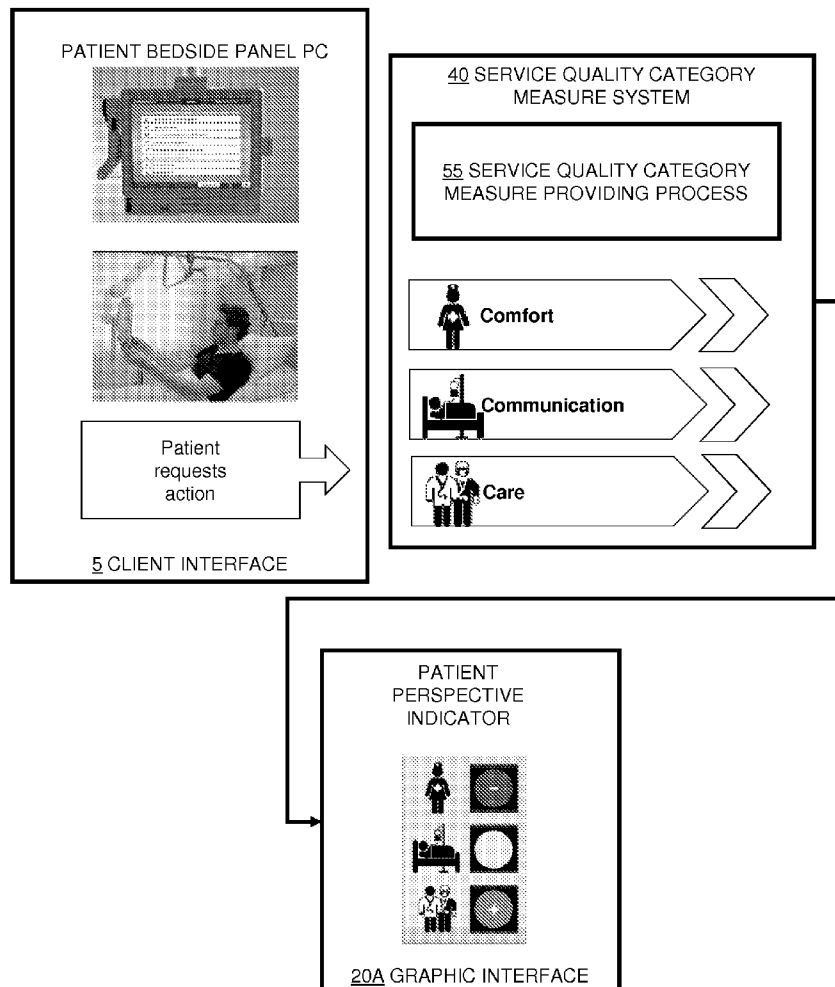 PATIENT BEDSIDE PANEL PC
Patient
requests
action
5 CLIENT INTERFACE
40 SERVICE QUALITY CATEGORY
MEASURE SYSTEM
55 SERVICE QUALITY CATEGORY
MEASURE PROVIDING PROCESS
Comfort
Communication
Care
PATIENT
PERSPECTIVE
INDICATOR
-
+
20A GRAPHIC INTERFACE